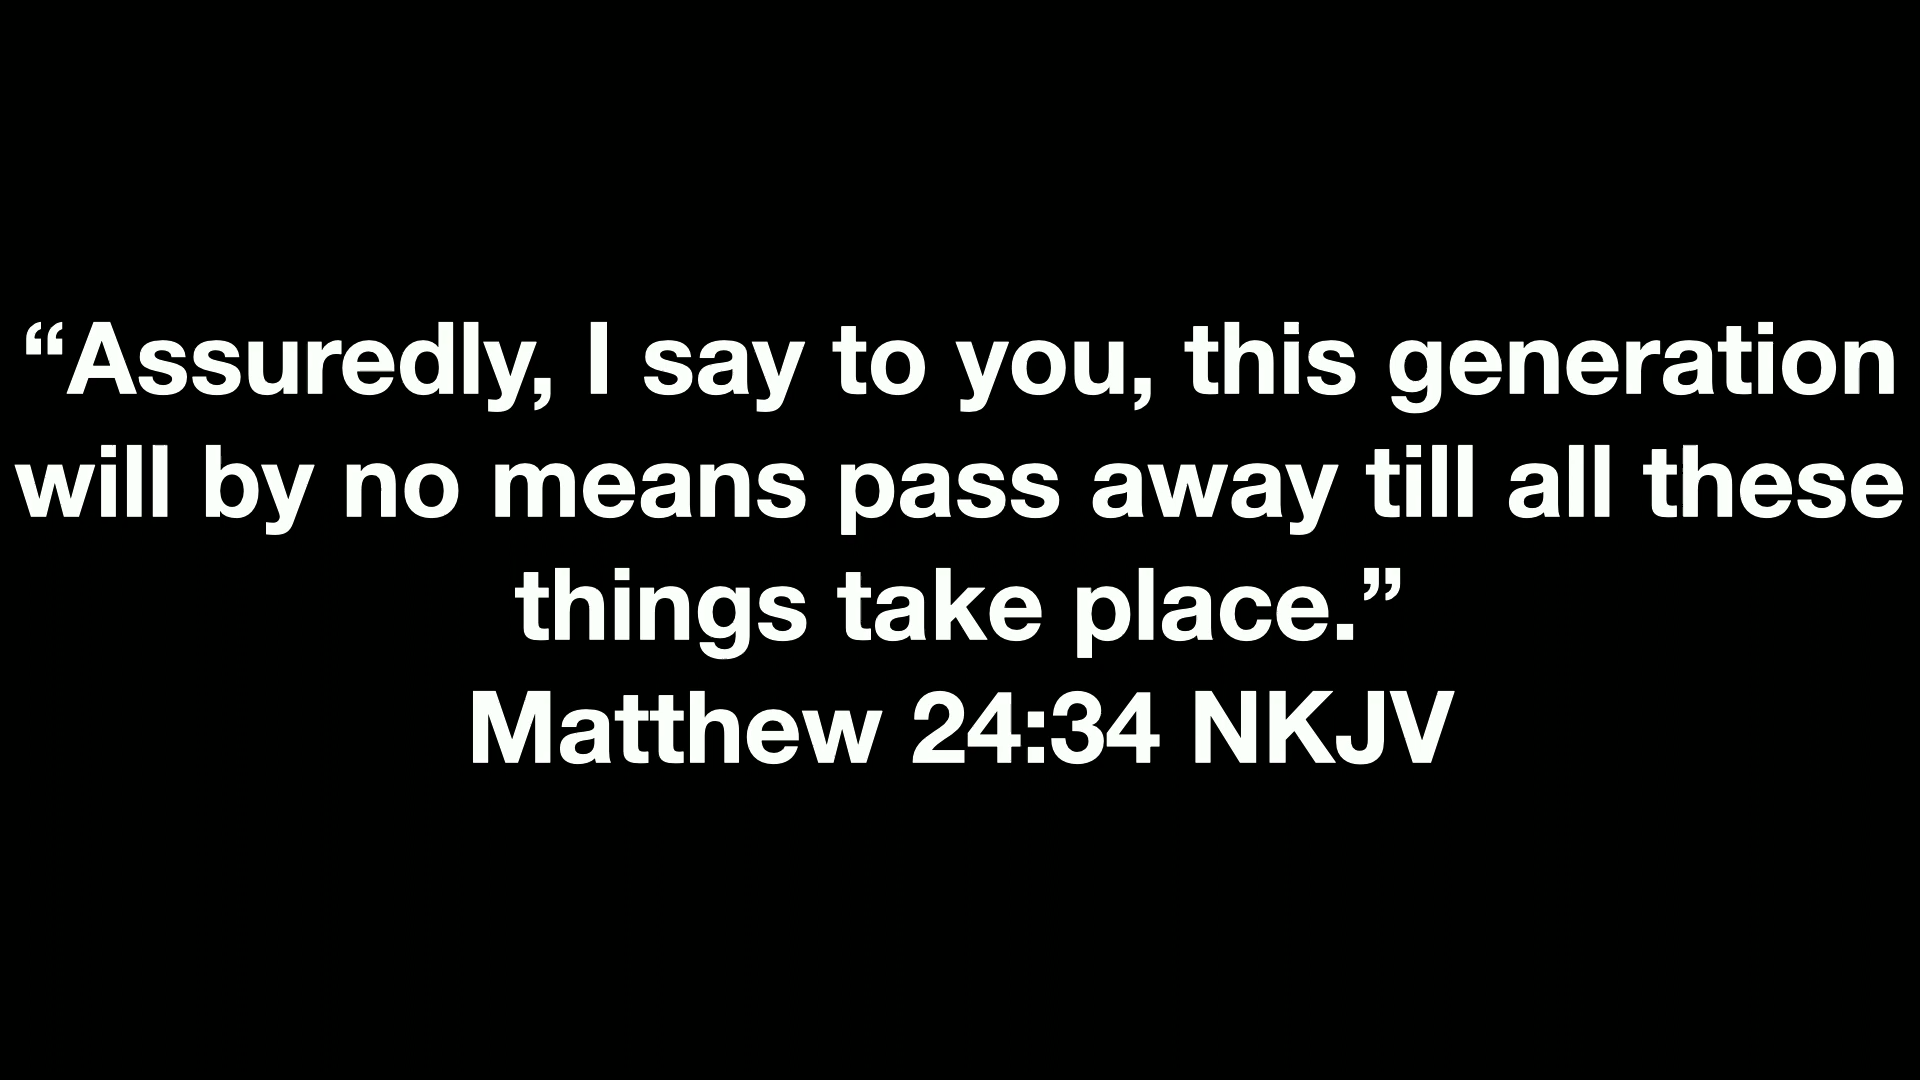 “Assuredly, I say to you, this generation
will by no means pass away till all these
things take place.”
Matthew 24:34 NKJV